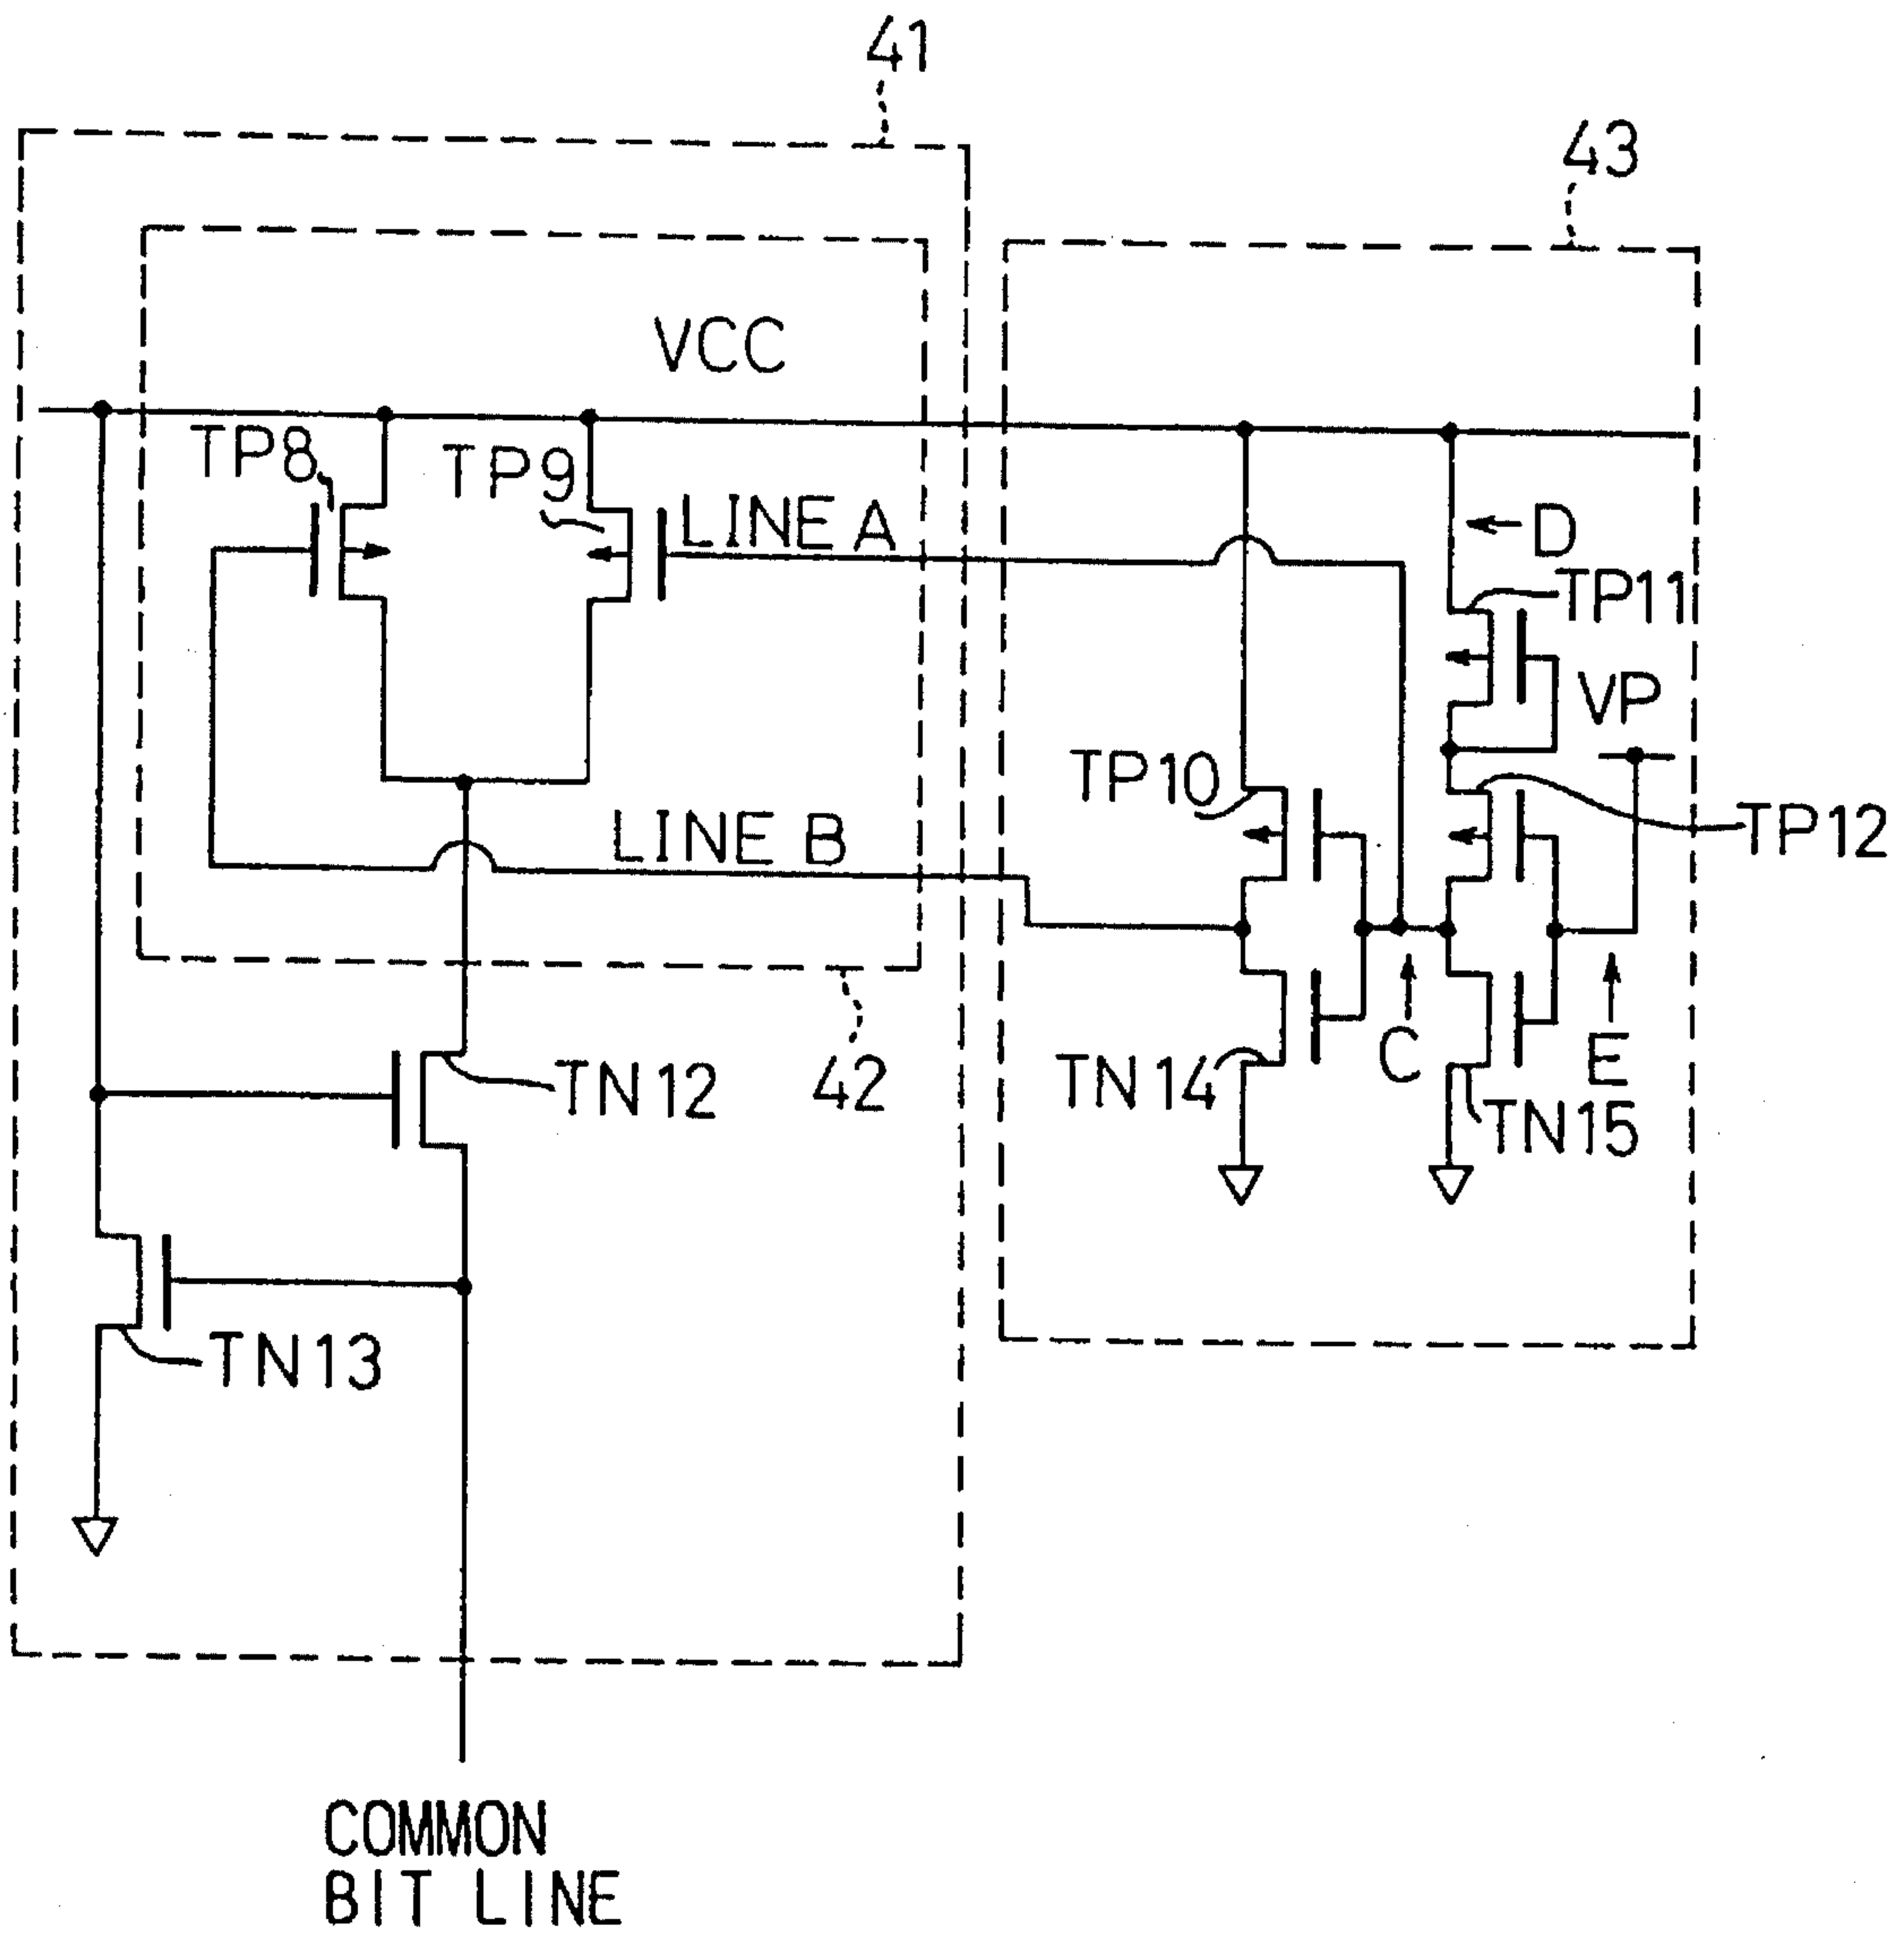 41
43
VCC
TP8
TP9
LINE A
D
TP11
VP
TP10
TP12
LINE B
42
TN12
TN14
C
E
TN15
TN13
COMMON
BIT LINE